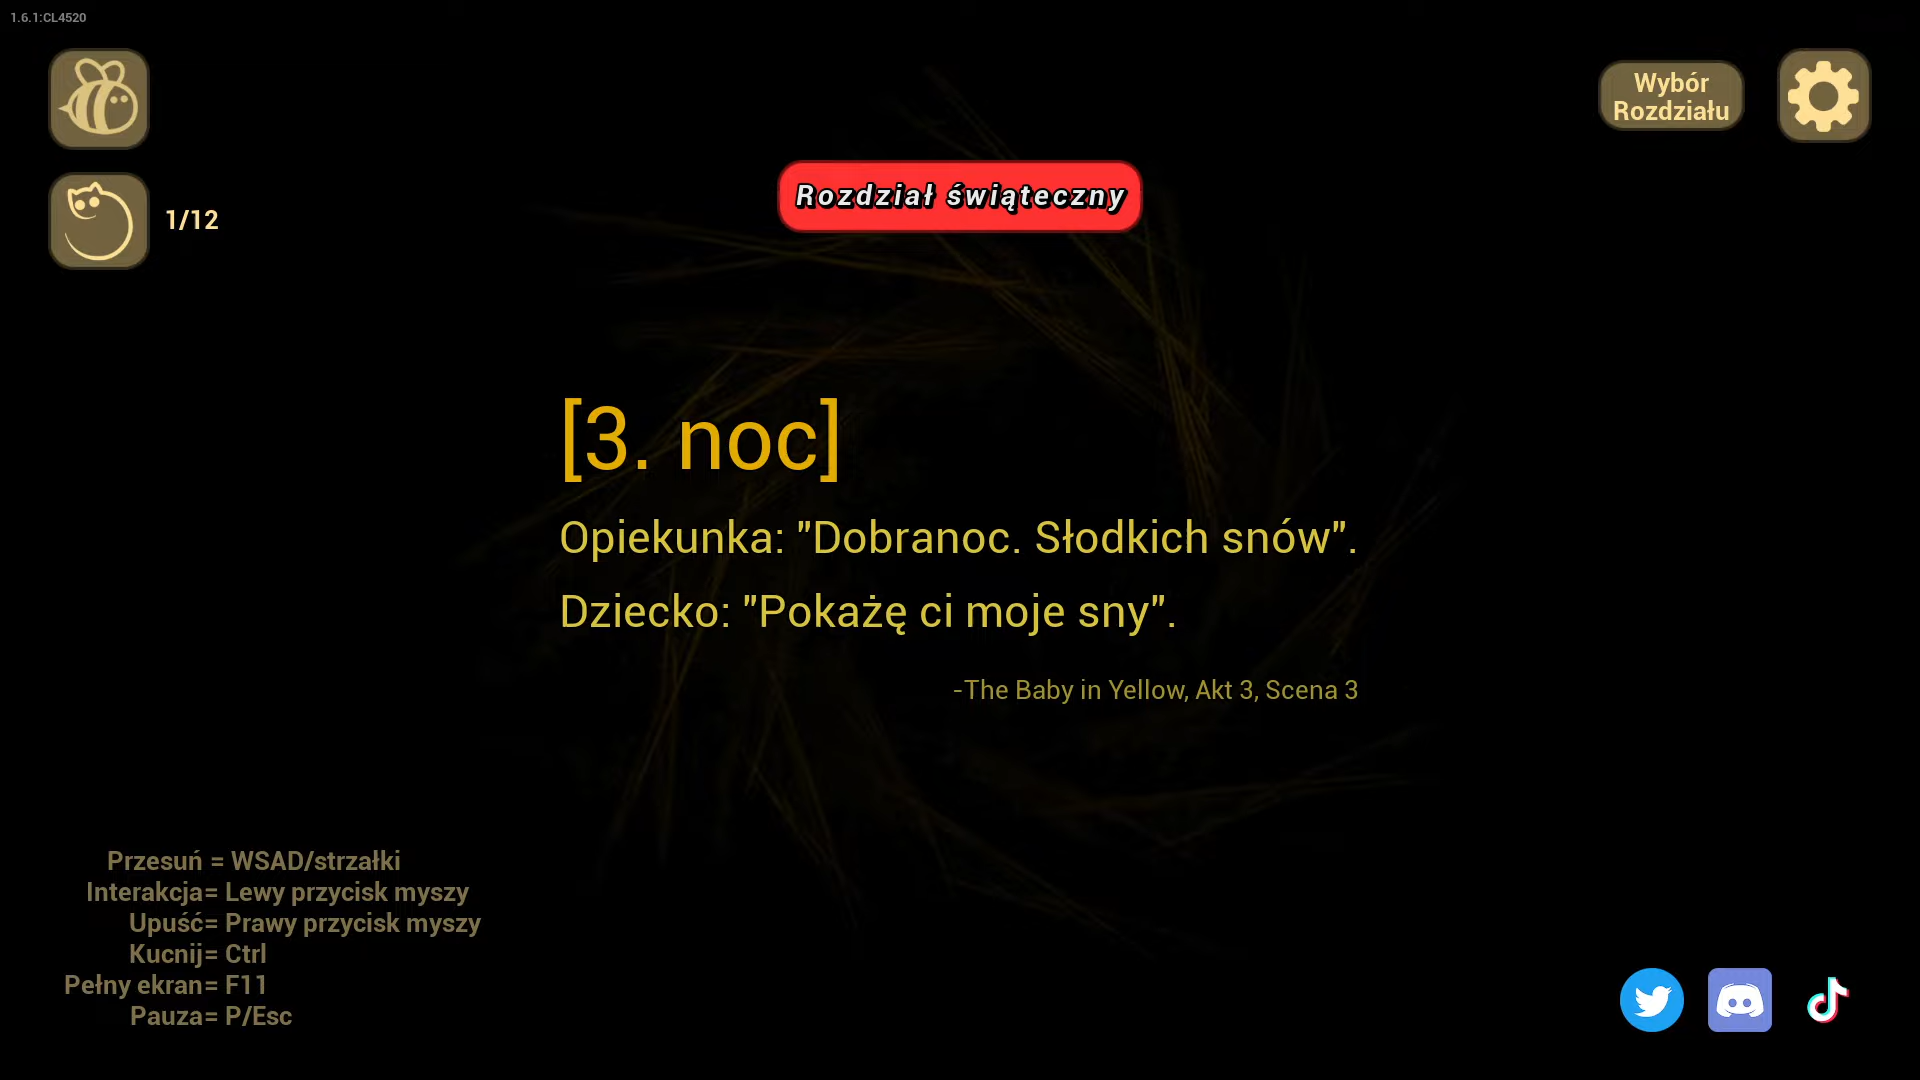 1.6.1:CL4520
Wybór
Rozdziału
Rozdział świąteczny
1/12
[3. noc]
Opiekunka: "Dobranoc. Słodkich snów".
Dziecko: "Pokażę ci moje sny".
-The Baby in Yellow, Akt 3, Scena 3
Przesuń = WSAD/strzałki
Interakcja= Lewy przycisk myszy
Upuść= Prawy przycisk myszy
Kucnij= Ctrl
Pełny ekran= F11
Pauza= P/Esc